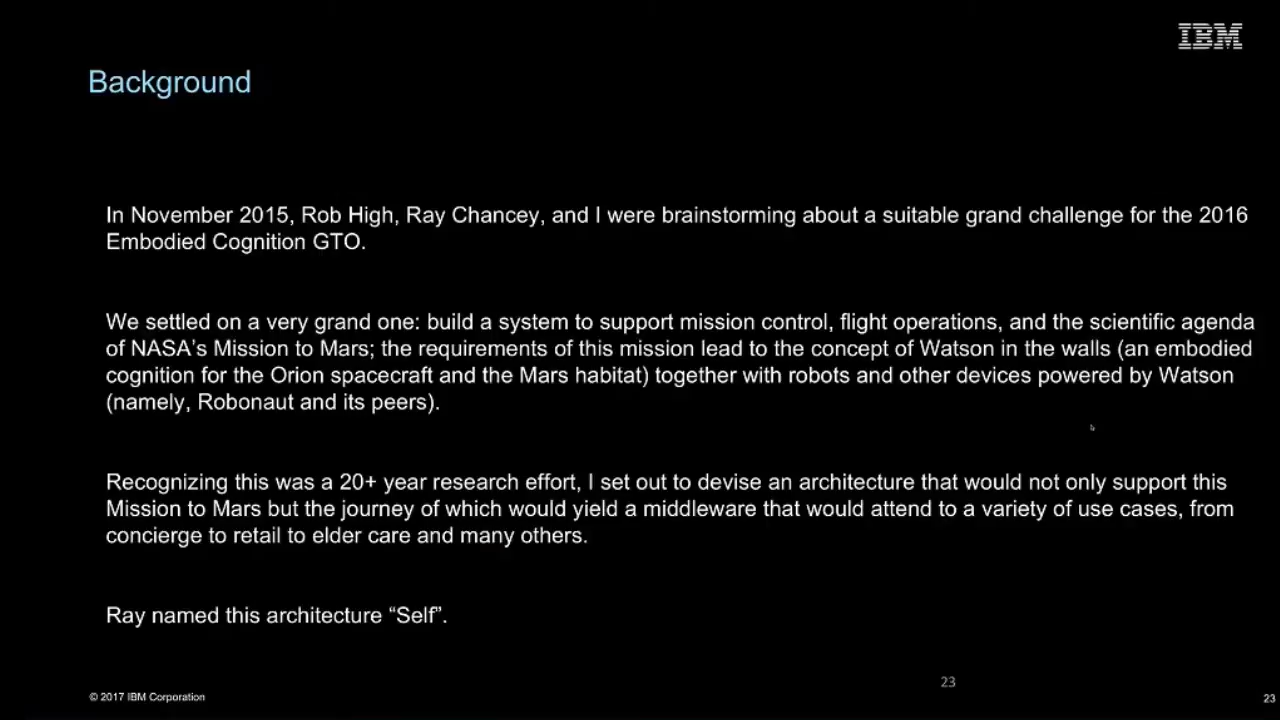 IBM
Background
In November 2015, Rob High, Ray Chancey, and I were brainstorming about a suitable grand challenge for the 2016
Embodied Cognition GTO.
We settled on a very grand one: build a system to support mission control, flight operations, and the scientific agenda
of NASA’s Mission to Mars; the requirements of this mission lead to the concept of Watson in the walls (an embodied
cognition for the Orion spacecraft and the Mars habitat) together with robots and other devices powered by Watson
(namely, Robonaut and its peers).
Recognizing this was a 20+ year research effort, I set out to devise an architecture that would not only support this
Mission to Mars but the journey of which would yield a middleware that would attend to a variety of use cases, from
concierge to retail to elder care and many others.
Ray named this architecture “Self”.
23
© 2017 IBM Corporation
23